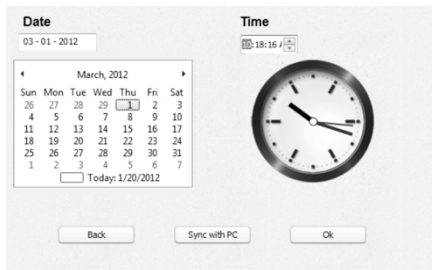 Date
Time
03 - 01 - 2012
:18:16
March, 2012
Sun Mon Tue Wed Thu Fri Sat
26 27 28 29 1 2 3
4 5 6 7 8 9 10
11 12 13 14 15 16 17
18 19 20 21 22 23 24
25 26 27 28 29 30 31
1 2 3 4 5 6 7
Today: 1/20/2012
Back
Sync with PC
Ok